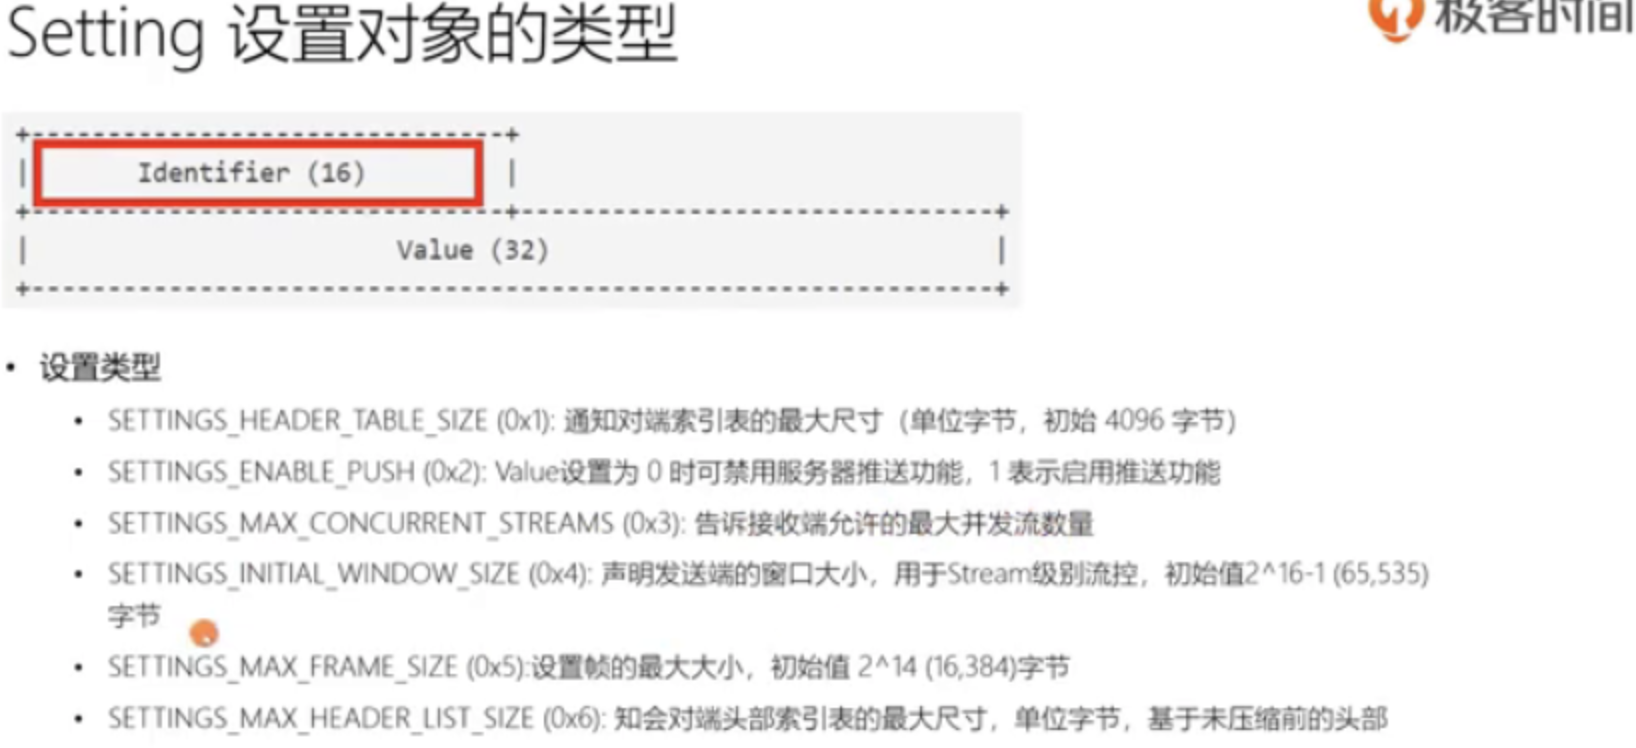 Setting 设置对象的类型
极客时间
+-------------------------------+
| Identifier (16) |
+-------------------------------+-------------------------------+
| Value (32) |
+---------------------------------------------------------------+
• 设置类型
• SETTINGS_HEADER_TABLE_SIZE (0x1): 通知对端索引表的最大尺寸（单位字节，初始 4096 字节）
• SETTINGS_ENABLE_PUSH (0x2): Value设置为 0 时可禁用服务器推送功能，1 表示启用推送功能
• SETTINGS_MAX_CONCURRENT_STREAMS (0x3): 告诉接收端允许的最大并发流数量
• SETTINGS_INITIAL_WINDOW_SIZE (0x4): 声明发送端的窗口大小，用于Stream级别流控，初始值2^16-1 (65,535)
字节
• SETTINGS_MAX_FRAME_SIZE (0x5):设置帧的最大大小，初始值 2^14 (16,384)字节
• SETTINGS_MAX_HEADER_LIST_SIZE (0x6): 知会对端头部索引表的最大尺寸，单位字节，基于未压缩前的头部